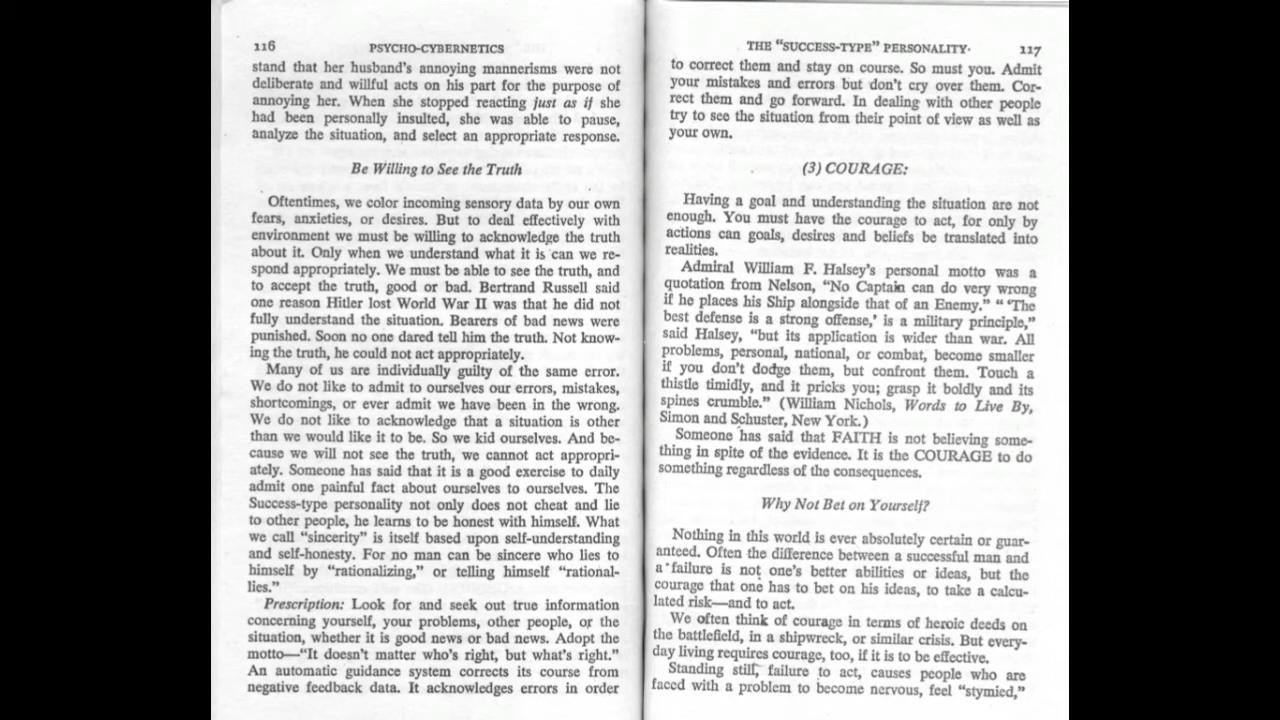 116 PSYCHO-CYBERNETICS
stand that her husband's annoying mannerisms were not
deliberate and willful acts on his part for the purpose of
annoying her. When she stopped reacting just as if she
had been personally insulted, she was able to pause,
analyze the situation, and select an appropriate response.
Be Willing to See the Truth
Oftentimes, we color incoming sensory data by our own
fears, anxieties, or desires. But to deal effectively with
environment we must be willing to acknowledge the truth
about it. Only when we understand what it is can we re-
spond appropriately. We must be able to see the truth, and
to accept the truth, good or bad. Bertrand Russell said
one reason Hitler lost World War II was that he did not
fully understand the situation. Bearers of bad news were
punished. Soon no one dared tell him the truth. Not know-
ing the truth, he could not act appropriately.
Many of us are individually guilty of the same error.
We do not like to admit to ourselves our errors, mistakes,
shortcomings, or ever admit we have been in the wrong.
We do not like to acknowledge that a situation is other
than we would like it to be. So we kid ourselves. And be-
cause we will not see the truth, we cannot act appropri-
ately. Someone has said that it is a good exercise to daily
admit one painful fact about ourselves to ourselves. The
Success-type personality not only does not cheat and lie
to other people, he learns to be honest with himself. What
we call "sincerity" is itself based upon self-understanding
and self-honesty. For no man can be sincere who lies to
himself by "rationalizing," or telling himself "rational-
lies."
Prescription: Look for and seek out true information
concerning yourself, your problems, other people, or the
situation, whether it is good news or bad news. Adopt the
motto—"It doesn't matter who's right, but what's right."
An automatic guidance system corrects its course from
negative feedback data. It acknowledges errors in order
THE "SUCCESS-TYPE" PERSONALITY 117
to correct them and stay on course. So must you. Admit
your mistakes and errors but don't cry over them. Cor-
rect them and go forward. In dealing with other people
try to see the situation from their point of view as well as
your own.
(3) COURAGE:
Having a goal and understanding the situation are not
enough. You must have the courage to act, for only by
actions can goals, desires and beliefs be translated into
realities.
Admiral William F. Halsey's personal motto was a
quotation from Nelson, "No Captain can do very wrong
if he places his Ship alongside that of an Enemy." " 'The
best defense is a strong offense,' is a military principle,"
said Halsey, "but its application is wider than war. All
problems, personal, national, or combat, become smaller
if you don't dodge them, but confront them. Touch a
thistle timidly, and it pricks you; grasp it boldly and its
spines crumble." (William Nichols, Words to Live By,
Simon and Schuster, New York.)
Someone has said that FAITH is not believing some-
thing in spite of the evidence. It is the COURAGE to do
something regardless of the consequences.
Why Not Bet on Yourself?
Nothing in this world is ever absolutely certain or guar-
anteed. Often the difference between a successful man and
a failure is not one's better abilities or ideas, but the
courage that one has to bet on his ideas, to take a calcu-
lated risk—and to act.
We often think of courage in terms of heroic deeds on
the battlefield, in a shipwreck, or similar crisis. But every-
day living requires courage, too, if it is to be effective.
Standing still, failure to act, causes people who are
faced with a problem to become nervous, feel "stymied,"